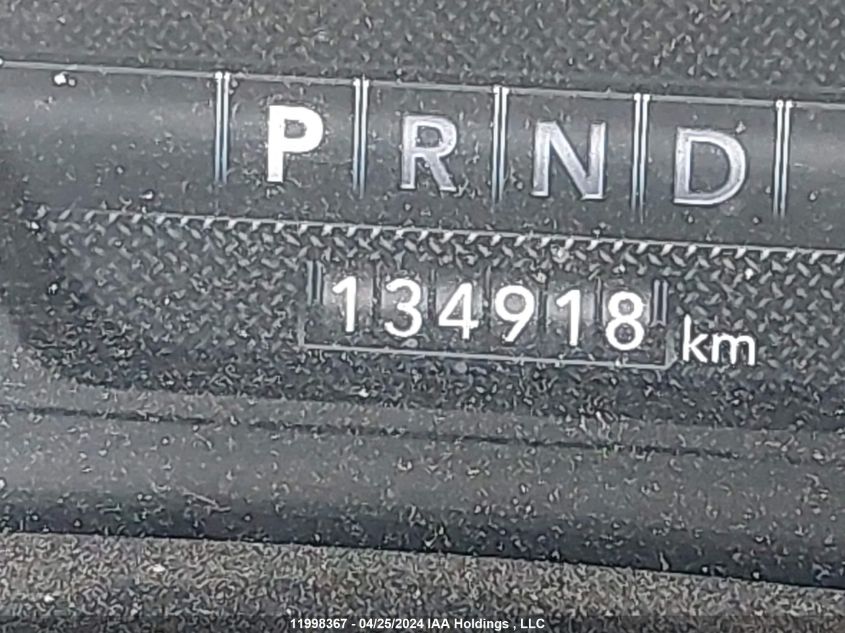 P R N D
134918 km
11998367 - 04/25/2024 IAA Holdings , LLC